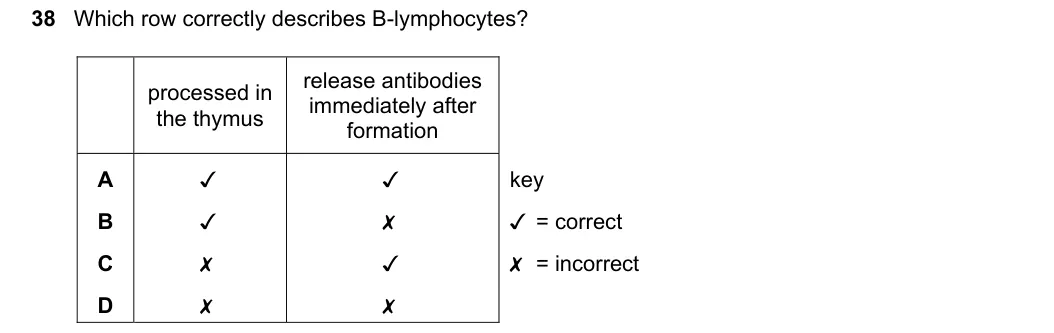 38 Which row correctly describes B-lymphocytes?
processed in
the thymus
release antibodies
immediately after
formation
A ✓ ✓
B ✓ ✗
C ✗ ✓
D ✗ ✗
key
✓ = correct
✗ = incorrect